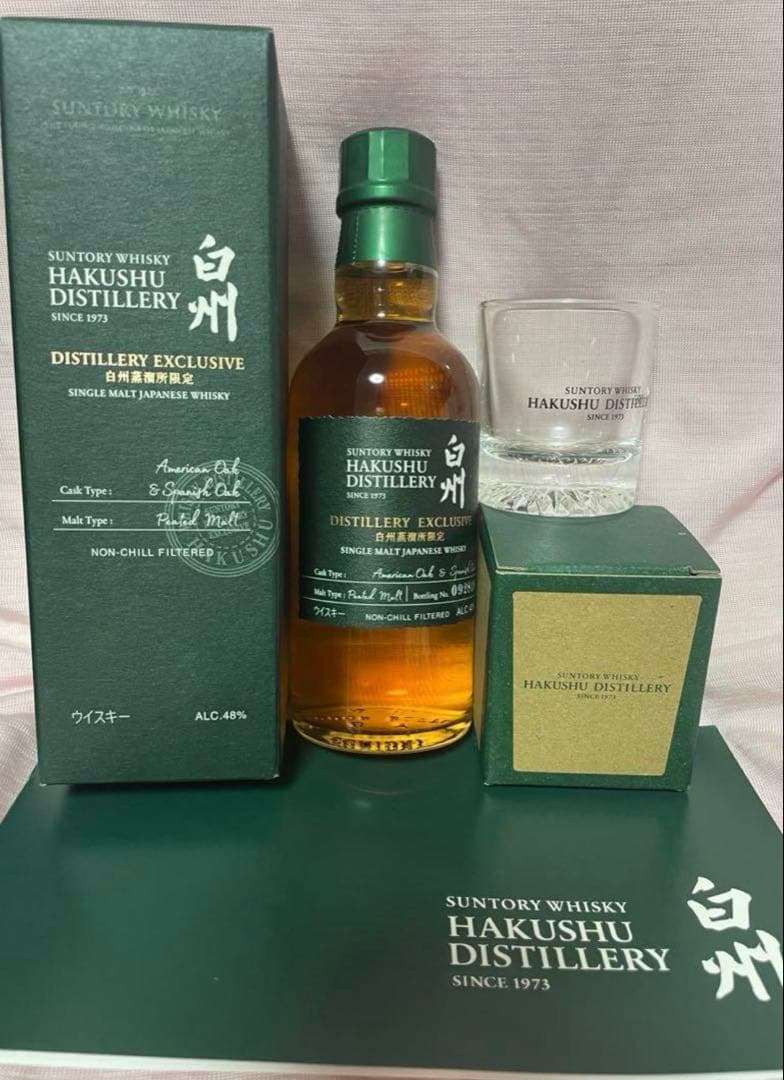 SUNTORY WHISKY
SUNTORY WHISKY
HAKUSHU
DISTILLERY
SINCE 1973
白州
DISTILLERY EXCLUSIVE
白州蒸溜所限定
SINGLE MALT JAPANESE WHISKY
Cask Type : American Oak
& Spanish Oak
Malt Type : Peated Malt
NON-CHILL FILTERED
DISTILLERY
EXCLUSIVE
HAKUSHU
ウイスキー ALC.48%
SUNTORY WHISKY
HAKUSHU
DISTILLERY
SINCE 1973
白州
DISTILLERY EXCLUSIVE
白州蒸溜所限定
SINGLE MALT JAPANESE WHISKY
Cask Type : American Oak & Spanish
Malt Type : Peated Malt Bottling No.
ウイスキー NON-CHILL FILTERED ALC
SUNTORY WHISKY
HAKUSHU DISTILLERY
SINCE 1973
SUNTORY WHISKY
HAKUSHU DISTILLERY
SINCE 1973
SUNTORY WHISKY
HAKUSHU
DISTILLERY
SINCE 1973
白州